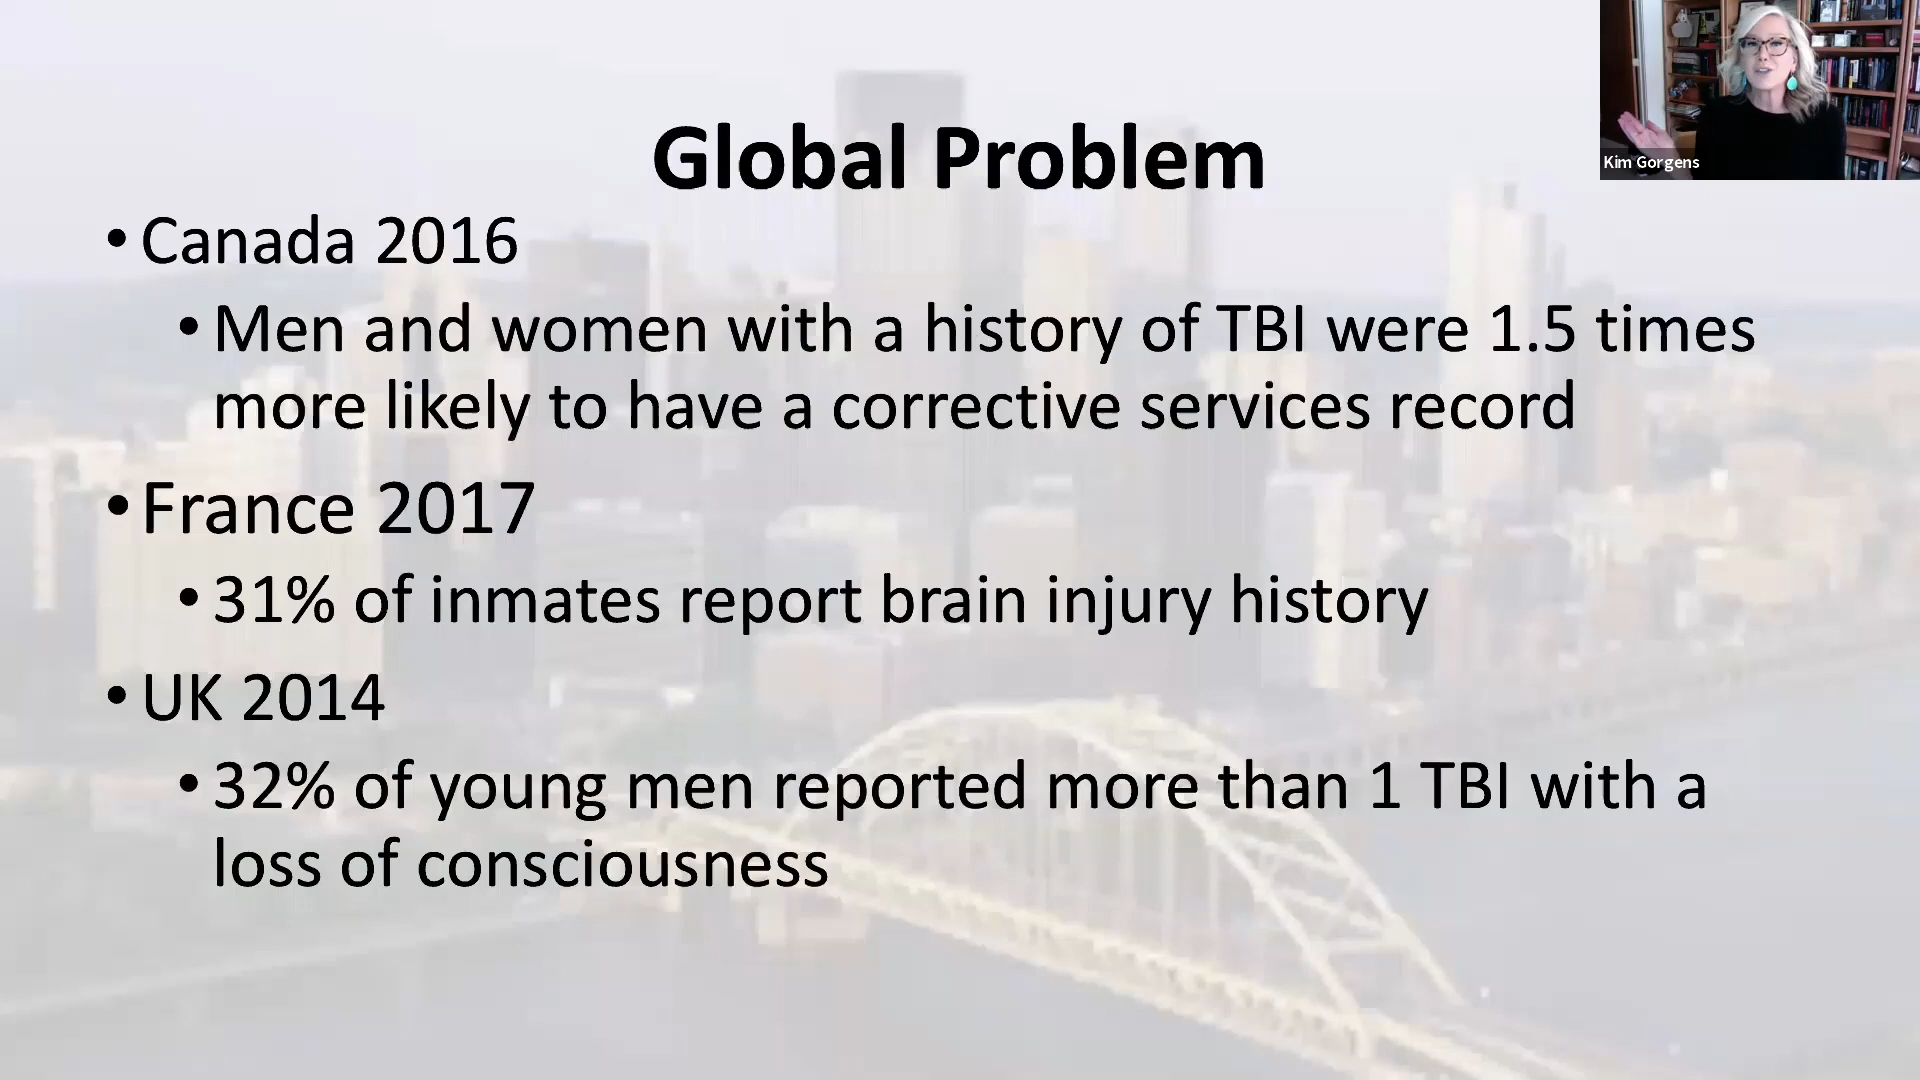 Global Problem
Kim Gorgens
• Canada 2016
• Men and women with a history of TBI were 1.5 times
more likely to have a corrective services record
• France 2017
• 31% of inmates report brain injury history
• UK 2014
• 32% of young men reported more than 1 TBI with a
loss of consciousness